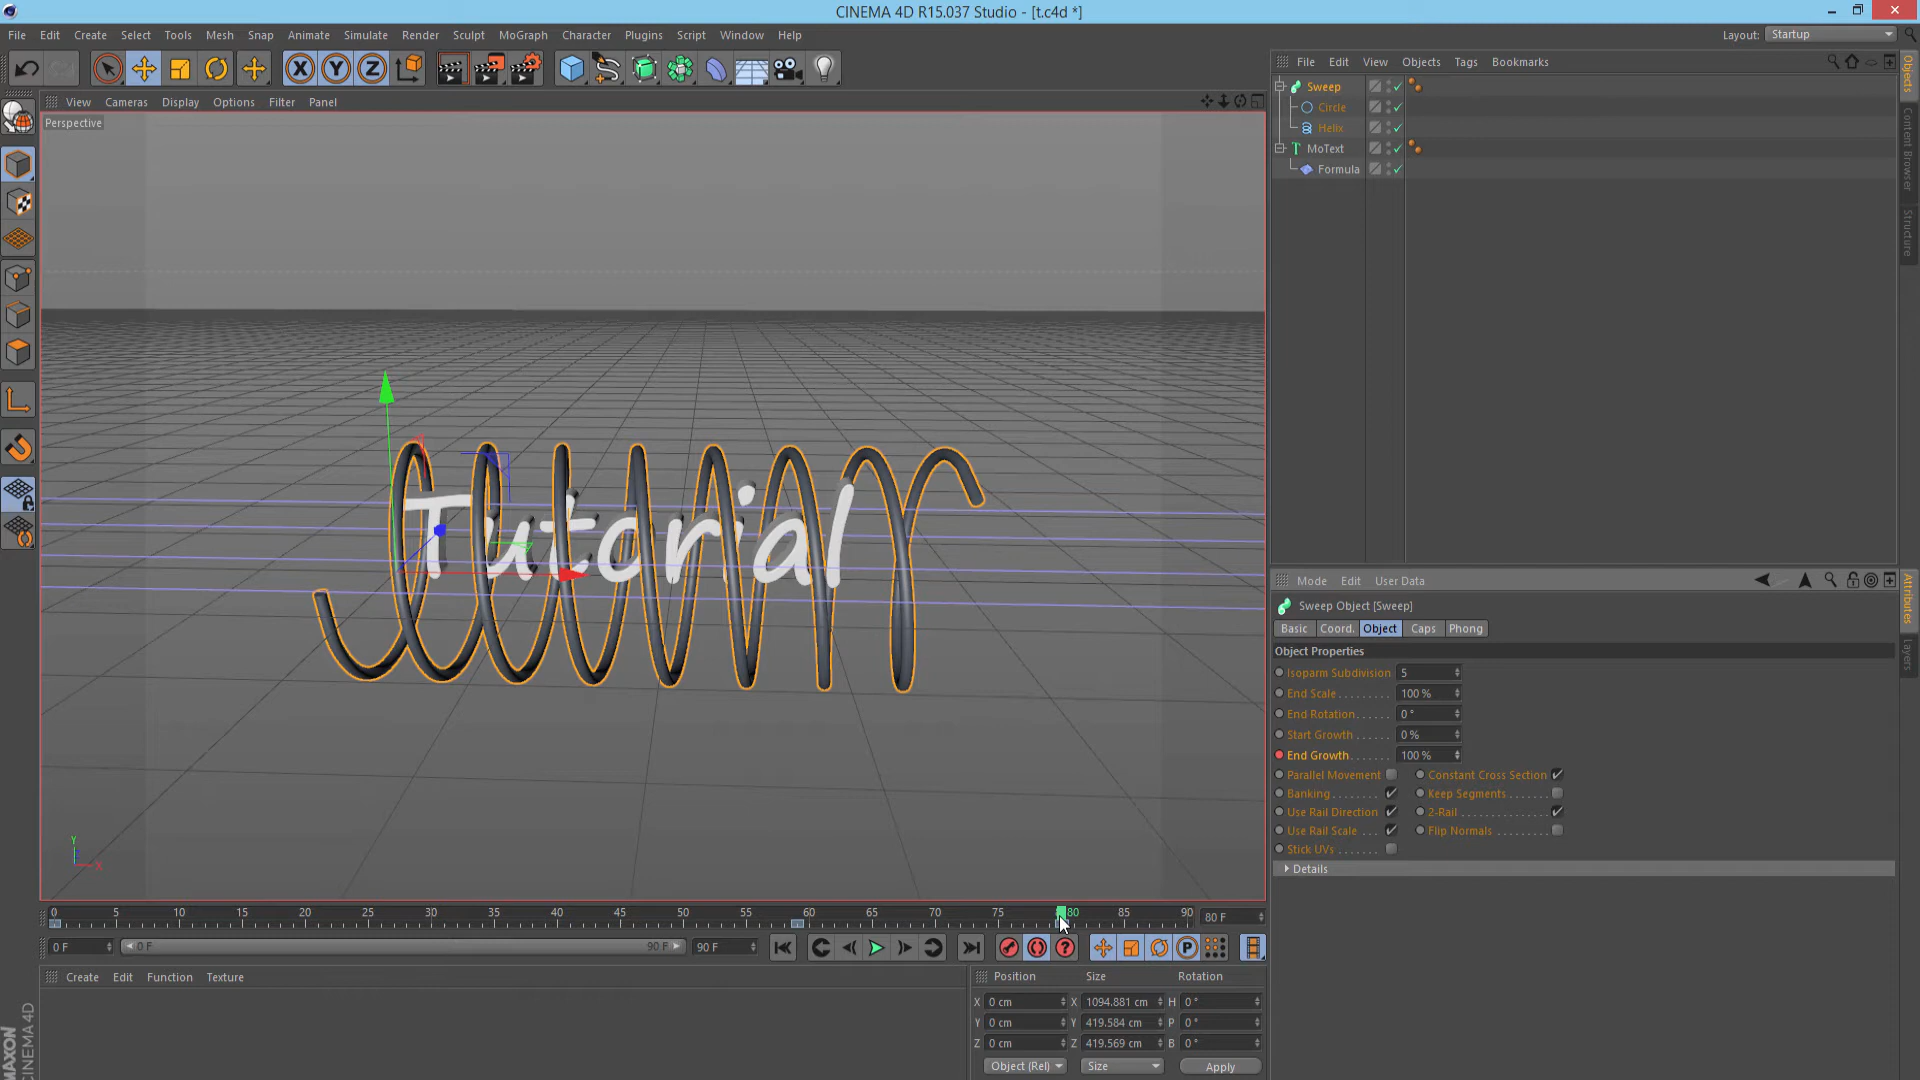 CINEMA 4D R15.037 Studio - [t.c4d *]
File Edit Create Select Tools Mesh Snap Animate Simulate Render Sculpt MoGraph Character Plugins Script Window Help
Layout: Startup
X Y Z
File Edit View Objects Tags Bookmarks
View Cameras Display Options Filter Panel
Perspective
Sweep
Circle
Helix
MoText
Formula
Objects
Content Browser
Structure
Tutorial
Y
X
Mode Edit User Data
Attributes
Layers
Sweep Object [Sweep]
Basic Coord. Object Caps Phong
Object Properties
Isoparm Subdivision 5
End Scale 100 %
End Rotation 0 °
Start Growth 0 %
End Growth 100 %
Parallel Movement Constant Cross Section
Banking Keep Segments
Use Rail Direction 2-Rail
Use Rail Scale Flip Normals
Stick UVs
Details
0 5 10 15 20 25 30 35 40 45 50 55 60 65 70 75 80 85 90 80 F
0 F 0 F 90 F 90 F
Create Edit Function Texture
Position Size Rotation
X 0 cm X 1094.881 cm H 0 °
Y 0 cm Y 419.584 cm P 0 °
Z 0 cm Z 419.569 cm B 0 °
Object (Rel) Size Apply
MAXON
CINEMA 4D